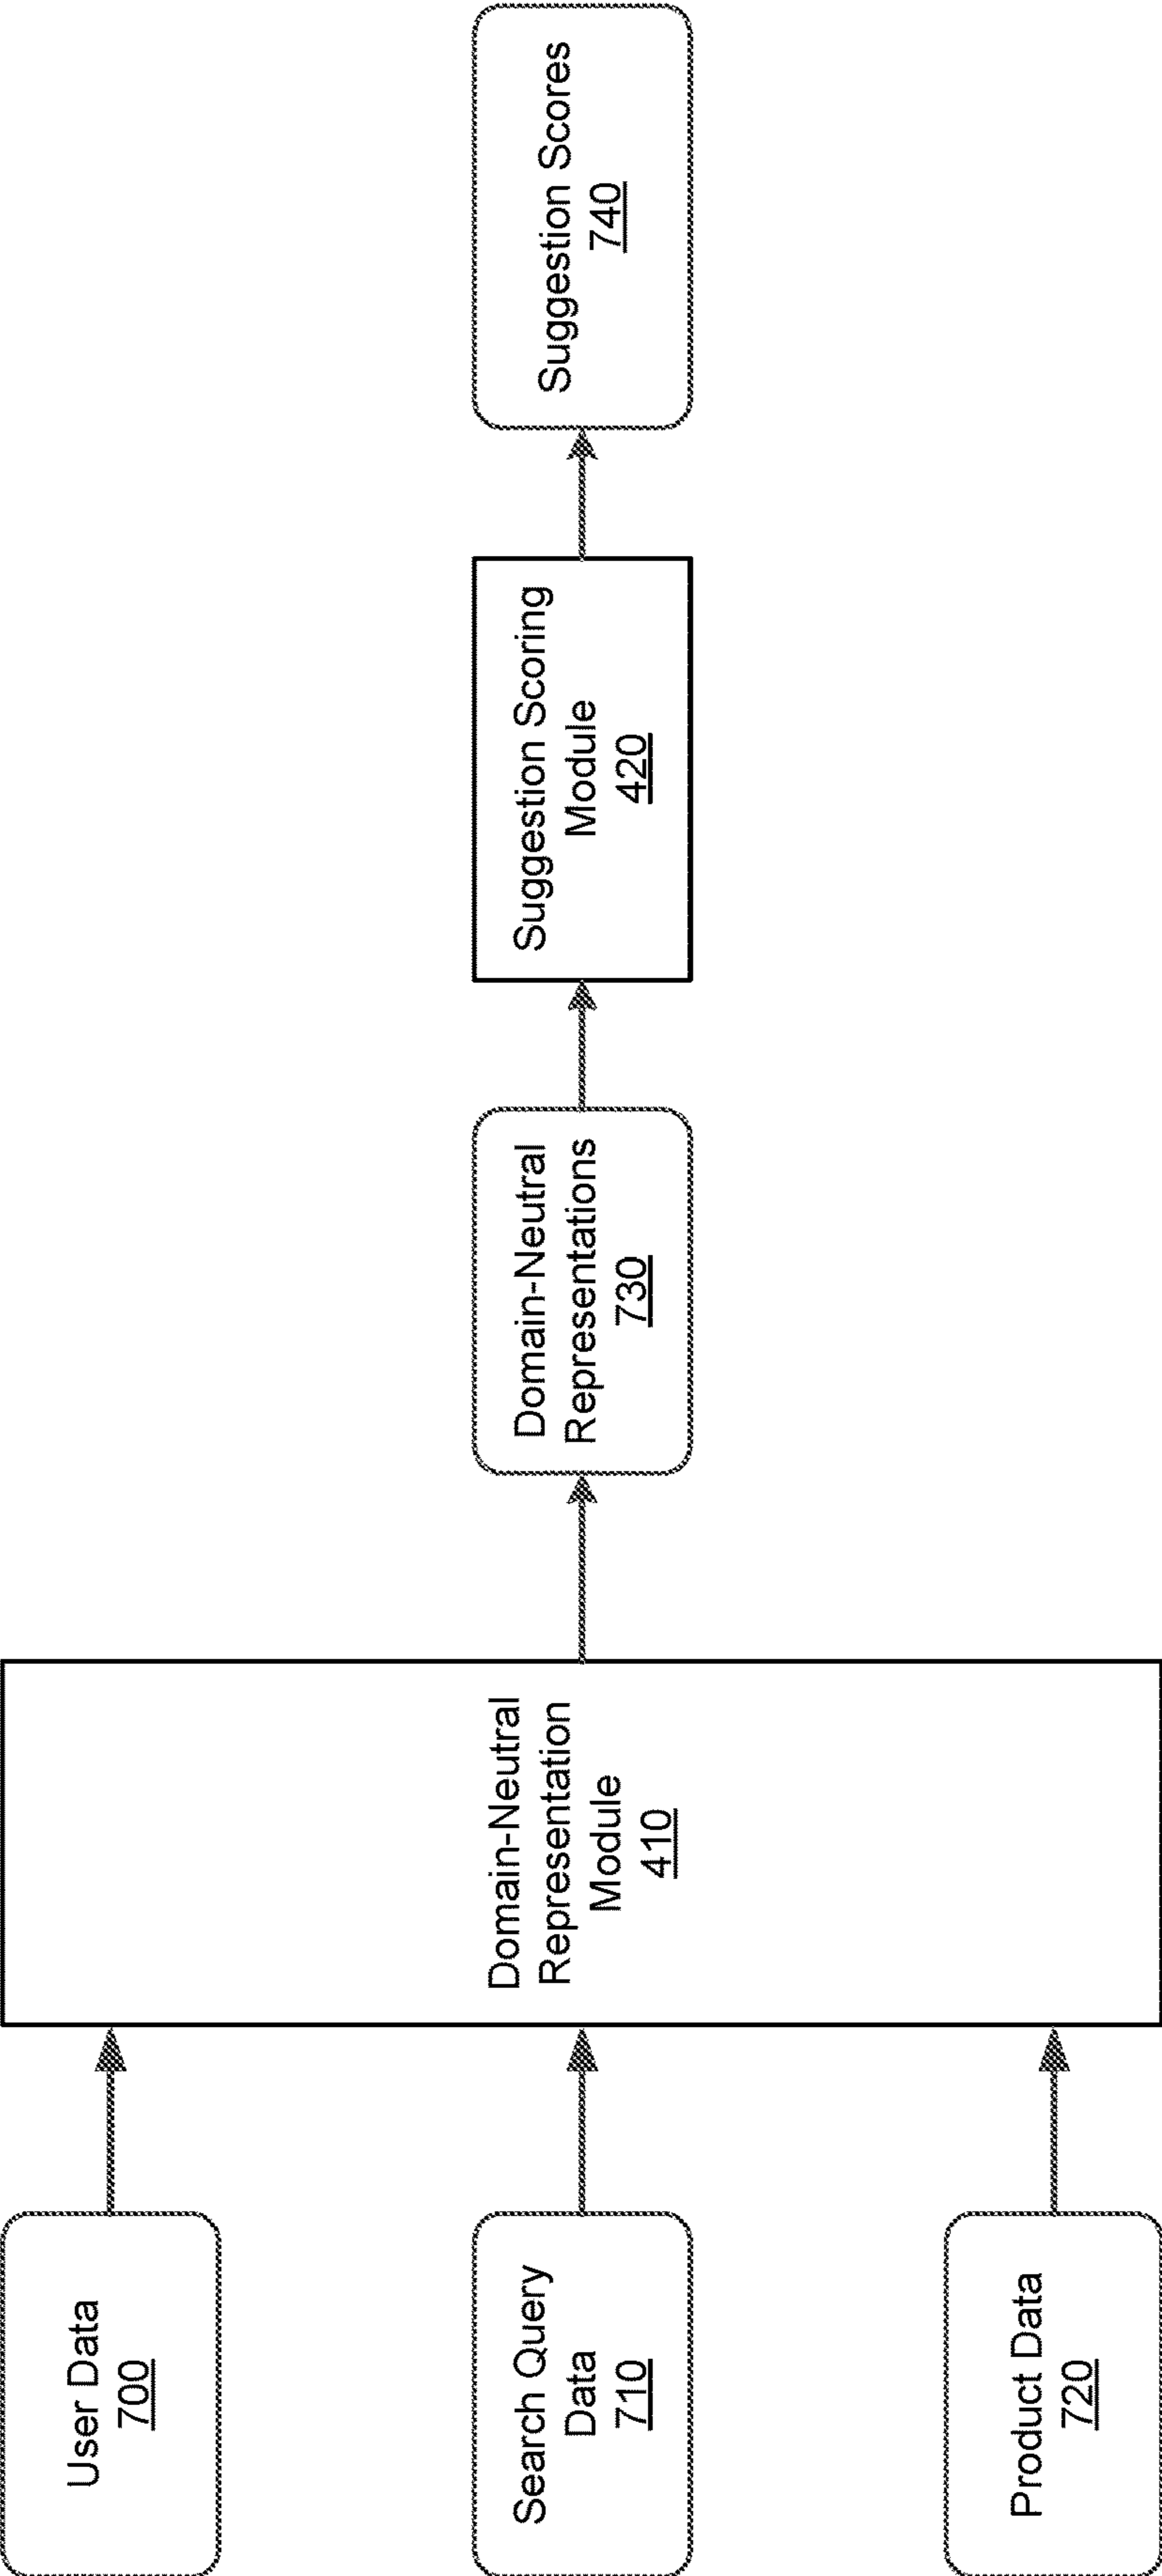 User Data
700
Search Query
Data
710
Product Data
720
Domain-Neutral
Representation
Module
410
Domain-Neutral
Representations
730
Suggestion Scoring
Module
420
Suggestion Scores
740